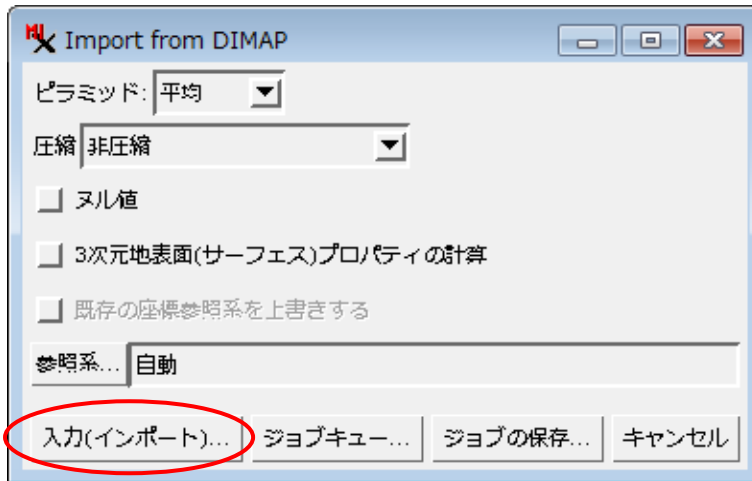 Import from DIMAP
ピラミッド: 平均
圧縮 非圧縮
ヌル値
3次元地表面(サーフェス)プロパティの計算
既存の座標参照系を上書きする
参照系... 自動
入力(インポート)... ジョブキュー... ジョブの保存... キャンセル